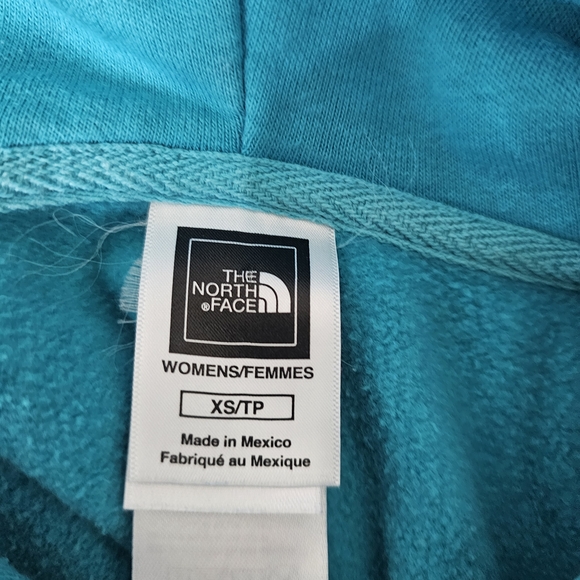 THE
NORTH
®FACE
WOMENS/FEMMES
XS/TP
Made in Mexico
Fabriqué au Mexique